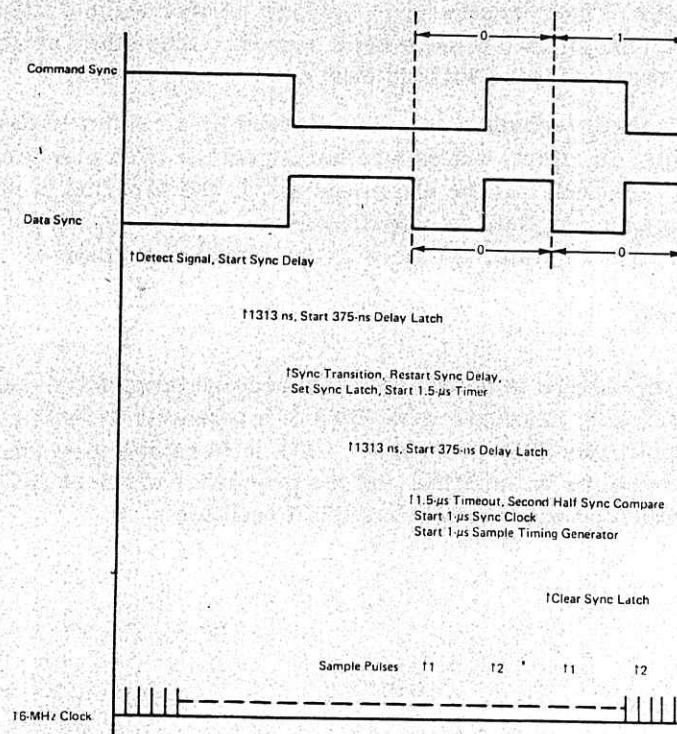 0
1
Command Sync
Data Sync
0
0
↑Detect Signal, Start Sync Delay
↑1313 ns, Start 375-ns Delay Latch
↑Sync Transition, Restart Sync Delay,
Set Sync Latch, Start 1.5-μs Timer
↑1313 ns, Start 375-ns Delay Latch
↑1.5-μs Timeout, Second Half Sync Compare
Start 1-μs Sync Clock
Start 1-μs Sample Timing Generator
↑Clear Sync Latch
Sample Pulses ↑1 ↑2 ↑1 ↑2
16-MHz Clock